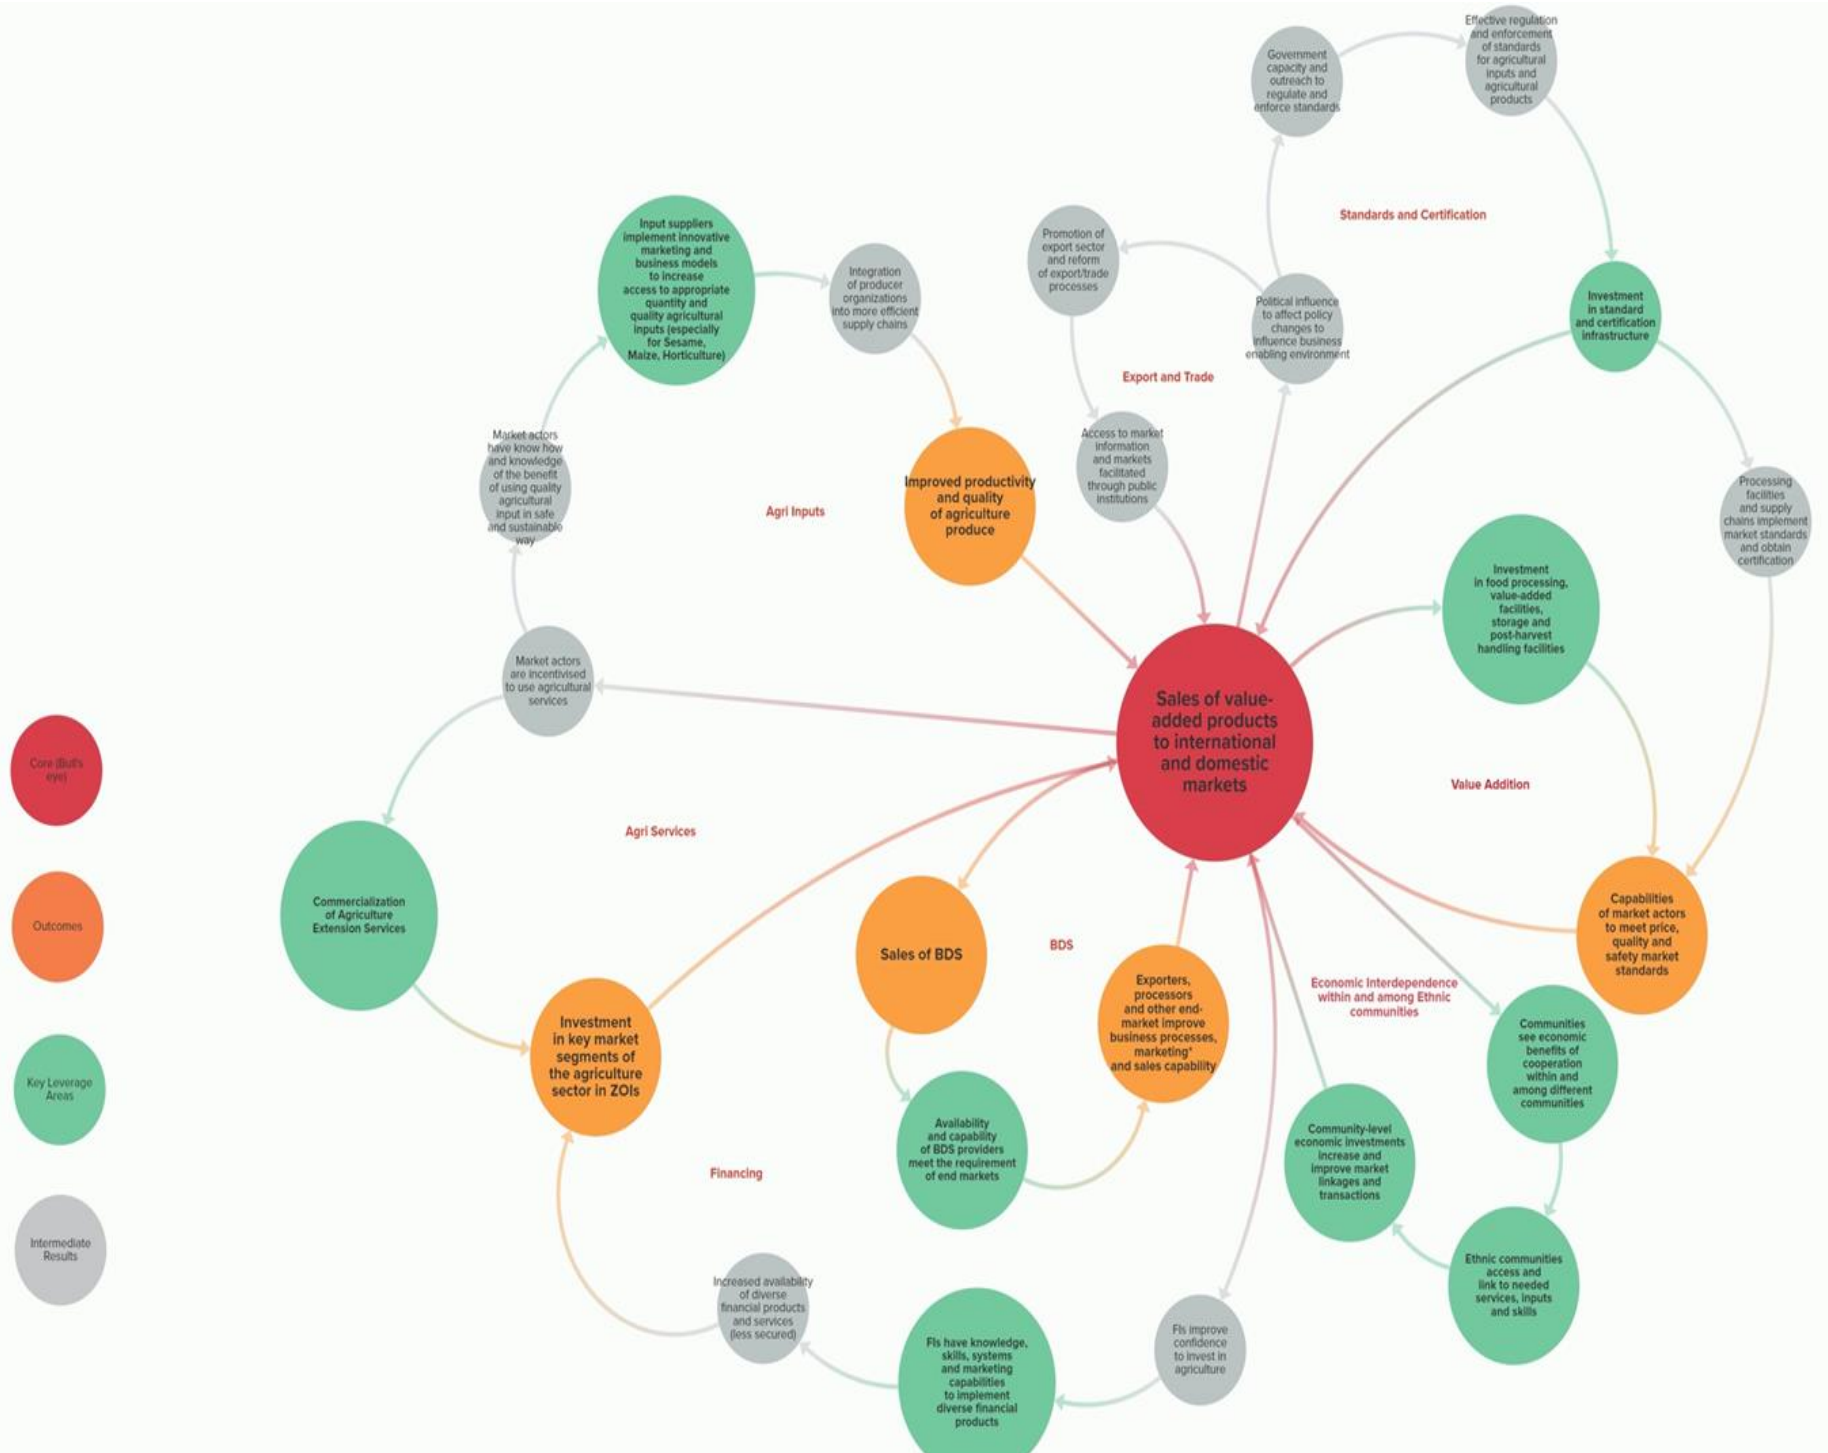 Effective regulation
and enforcement
of standards
for agricultural
inputs and
agricultural
products
Government
capacity and
outreach to
regulate and
enforce standards
Standards and Certification
Input suppliers
implement innovative
marketing and
business models
to increase
access to appropriate
quantity and
quality agricultural
inputs (especially
for Sesame,
Maize, Horticulture)
Integration
of producer
organizations
into more efficient
supply chains
Promotion of
export sector
and reform
of export/trade
processes
Political influence
to affect policy
changes to
influence business
enabling environment
Investment
in standard
and certification
infrastructure
Export and Trade
Market actors
have know how
and knowledge
of the benefit
of using quality
agricultural
input in safe
and sustainable
way
Agri Inputs
Improved productivity
and quality
of agriculture
produce
Access to market
information
and markets
facilitated
through public
institutions
Processing
facilities
and supply
chains implement
market standards
and obtain
certification
Investment
in food processing,
value-added
facilities,
storage and
post-harvest
handling facilities
Market actors
are incentivised
to use agricultural
services
Sales of value-
added products
to international
and domestic
markets
Value Addition
Core (Bull's
eye)
Agri Services
Outcomes
Commercialization
of Agriculture
Extension Services
Sales of BDS
BDS
Capabilities
of market actors
to meet price,
quality and
safety market
standards
Exporters,
processors
and other end-
market improve
business processes,
marketing*
and sales capability
Economic Interdependence
within and among Ethnic
communities
Investment
in key market
segments of
the agriculture
sector in ZOIs
Communities
see economic
benefits of
cooperation
within and
among different
communities
Key Leverage
Areas
Availability
and capability
of BDS providers
meet the requirement
of end markets
Community-level
economic investments
increase and
improve market
linkages and
transactions
Financing
Intermediate
Results
Ethnic communities
access and
link to needed
services, inputs
and skills
Increased availability
of diverse
financial products
and services
(less secured)
FIs have knowledge,
skills, systems
and marketing
capabilities
to implement
diverse financial
products
FIs improve
confidence
to invest in
agriculture